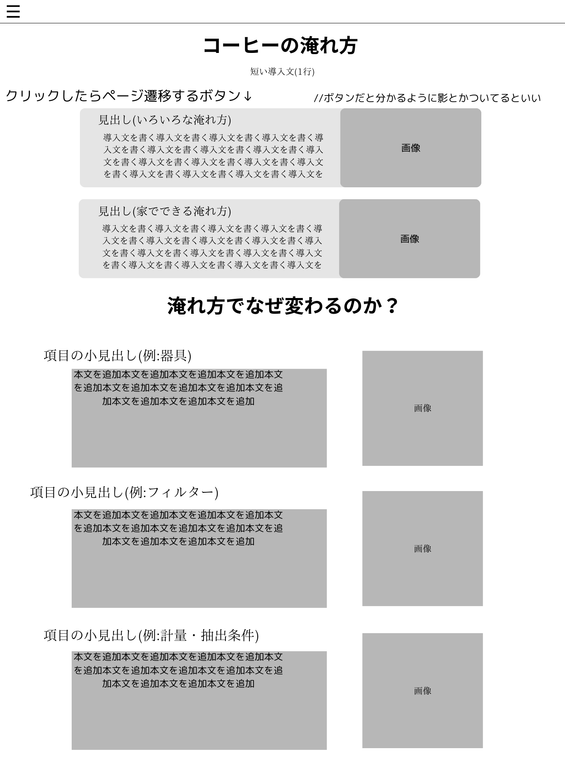 コーヒーの淹れ方
短い導入文(1行)
クリックしたらページ遷移するボタン↓
//ボタンだと分かるように影とかついてるといい
見出し(いろいろな淹れ方)
導入文を書く導入文を書く導入文を書く導入文を書く導
入文を書く導入文を書く導入文を書く導入文を書く導入
文を書く導入文を書く導入文を書く導入文を書く導入文
を書く導入文を書く導入文を書く導入文を書く導入文を
画像
見出し(家でできる淹れ方)
導入文を書く導入文を書く導入文を書く導入文を書く導
入文を書く導入文を書く導入文を書く導入文を書く導入
文を書く導入文を書く導入文を書く導入文を書く導入文
を書く導入文を書く導入文を書く導入文を書く導入文を
画像
淹れ方でなぜ変わるのか？
項目の小見出し(例:器具)
本文を追加本文を追加本文を追加本文を追加本文
を追加本文を追加本文を追加本文を追加本文を追
加本文を追加本文を追加本文を追加
画像
項目の小見出し(例:フィルター)
本文を追加本文を追加本文を追加本文を追加本文
を追加本文を追加本文を追加本文を追加本文を追
加本文を追加本文を追加本文を追加
画像
項目の小見出し(例:計量・抽出条件)
本文を追加本文を追加本文を追加本文を追加本文
を追加本文を追加本文を追加本文を追加本文を追
加本文を追加本文を追加本文を追加
画像